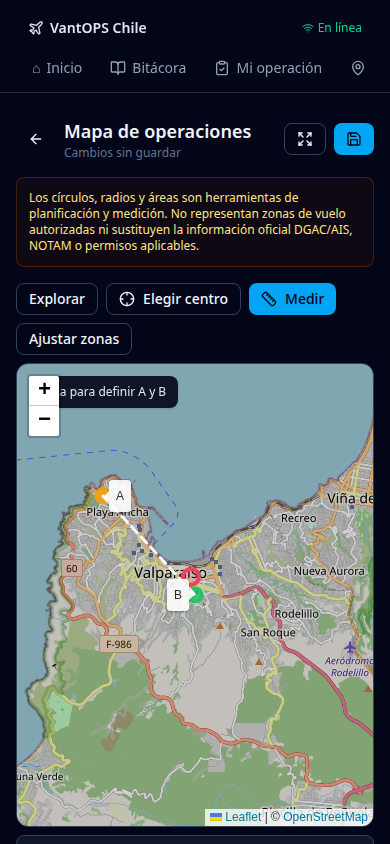 VantOPS Chile
En línea
Inicio
Bitácora
Mi operación
Mapa de operaciones
Cambios sin guardar
Los círculos, radios y áreas son herramientas de
planificación y medición. No representan zonas de vuelo
autorizadas ni sustituyen la información oficial DGAC/AIS,
NOTAM o permisos aplicables.
Explorar
Elegir centro
Medir
Ajustar zonas
+
a para definir A y B
−
A
Playa Ancha
Viña de
Recreo
60
Valparaíso
Nueva Aurora
B
Rodelillo
San Roque
F-986
Aeródromo
Rodelillo
una Verde
Leaflet | © OpenStreetMap